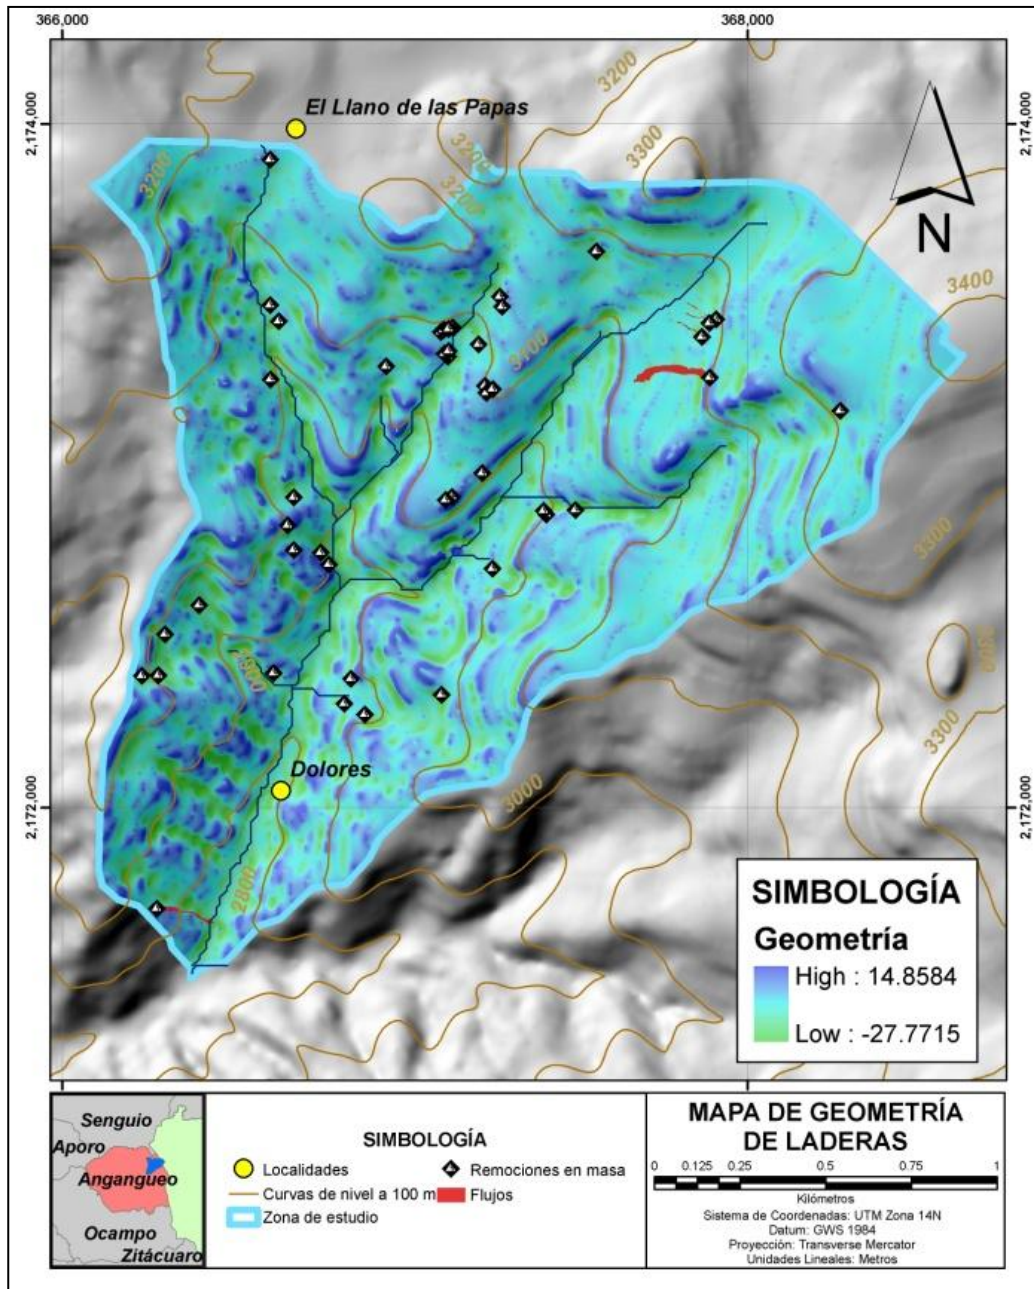 366,000
368,000
3200
El Llano de las Papas
2,174,000
2,174,000
3200
3300
3200
3200
N
3400
3100
3300
3300
2900
3300
Dolores
2,172,000
2,172,000
3000
2800
SIMBOLOGÍA
Geometría
High : 14.8584
Low : -27.7715
Senguio
Aporo
Angangueo
Ocampo
Zitácuaro
SIMBOLOGÍA
Localidades
Remociones en masa
Curvas de nivel a 100 m
Flujos
Zona de estudio
MAPA DE GEOMETRÍA
DE LADERAS
0 0.125 0.25 0.5 0.75 1
Kilómetros
Sistema de Coordenadas: UTM Zona 14N
Datum: GWS 1984
Proyección: Transverse Mercator
Unidades Lineales: Metros